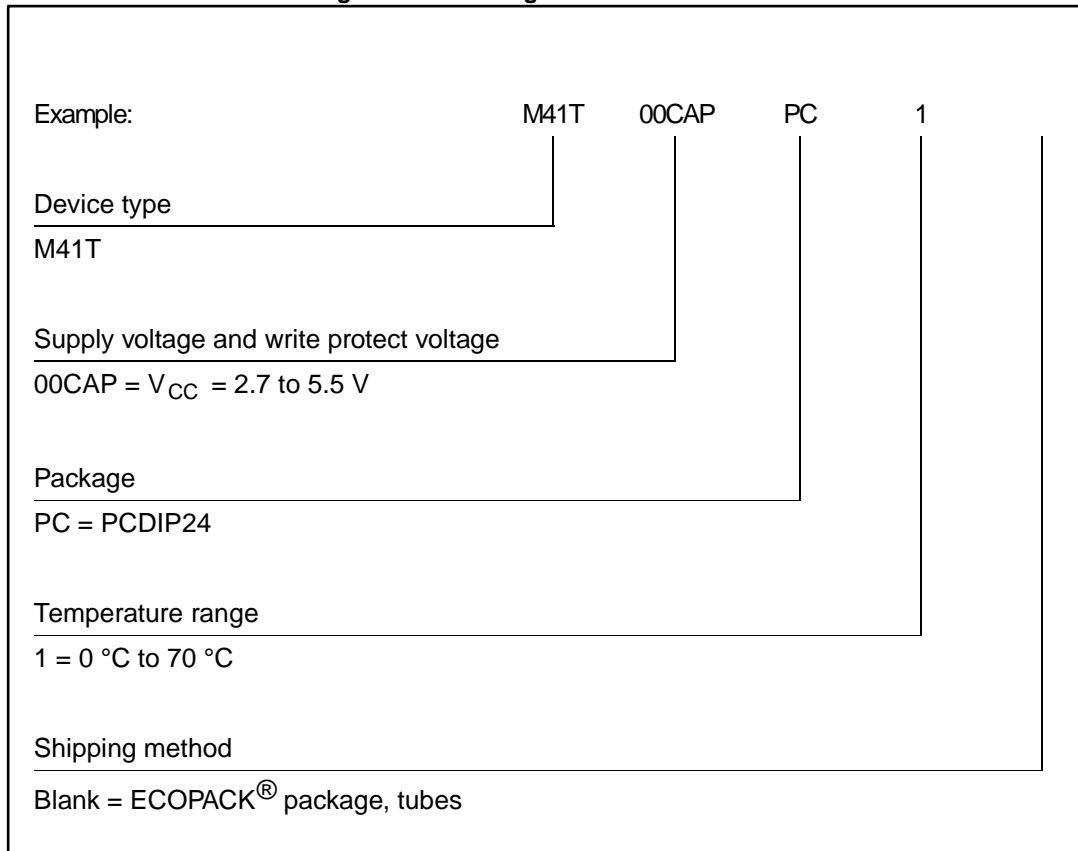 Example: M41T 00CAP PC 1
Device type
M41T
Supply voltage and write protect voltage
00CAP = VCC = 2.7 to 5.5 V
Package
PC = PCDIP24
Temperature range
1 = 0 °C to 70 °C
Shipping method
Blank = ECOPACK® package, tubes